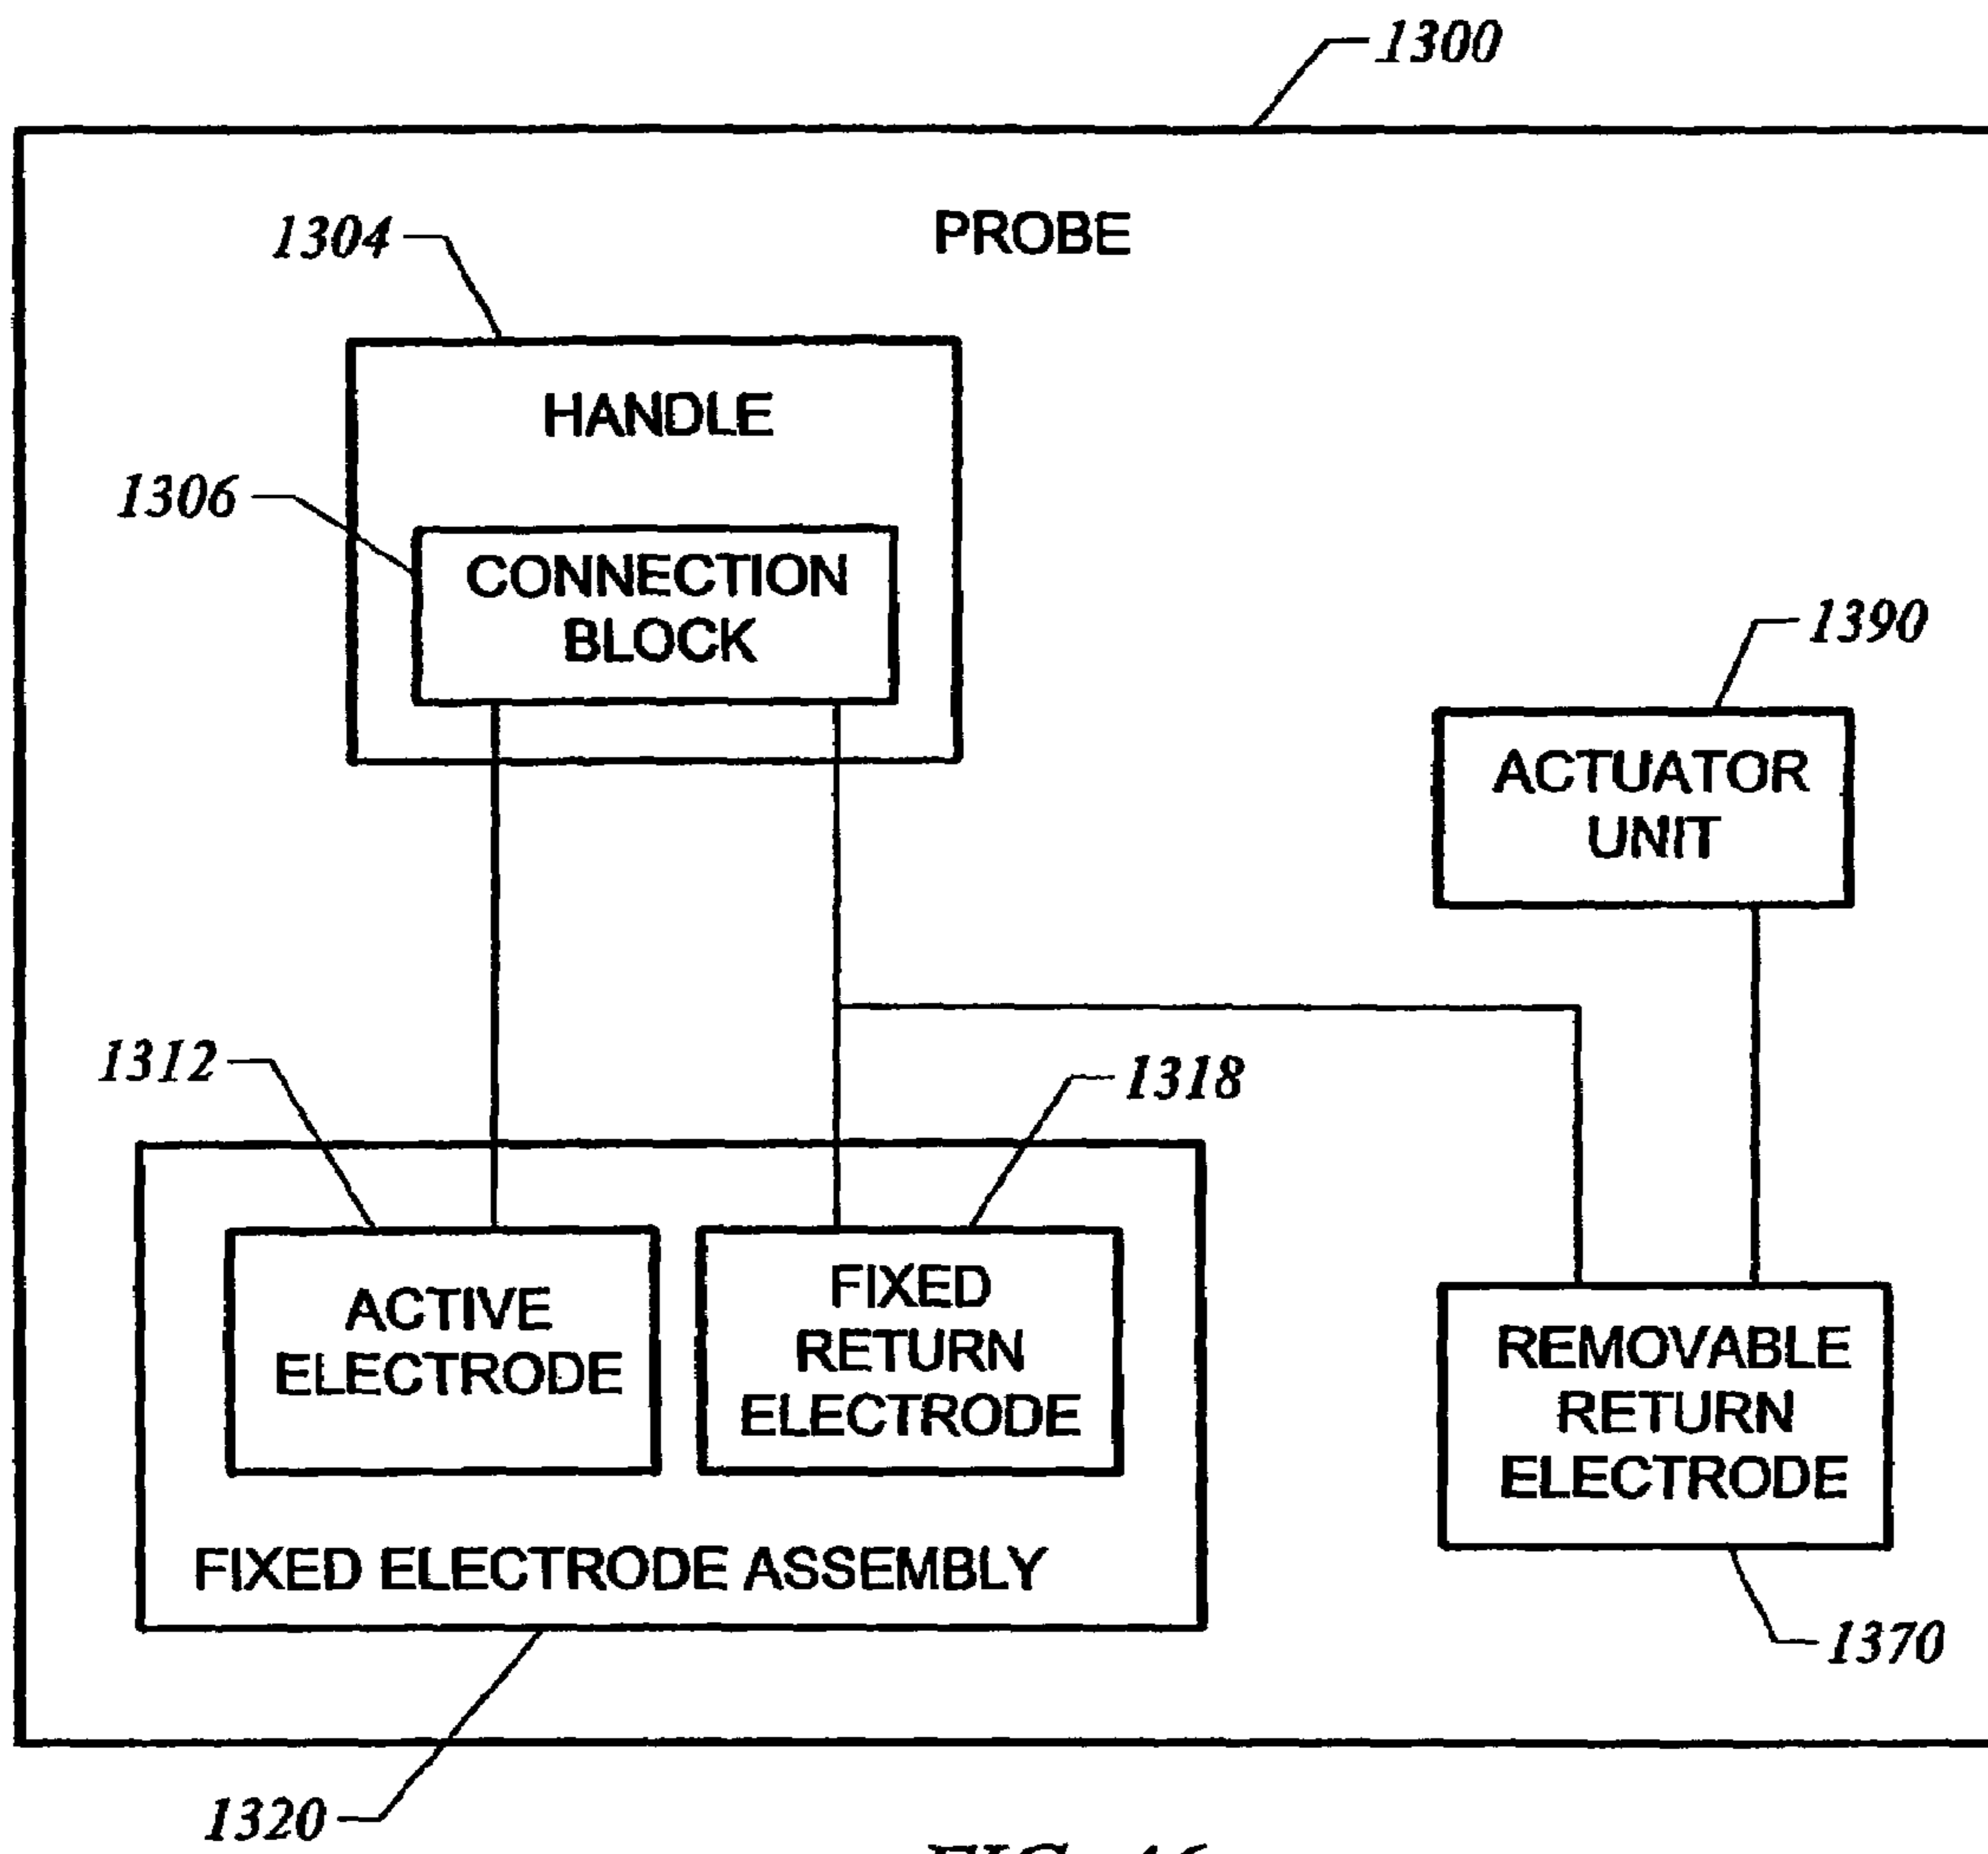 1300
PROBE
1304
HANDLE
1306
CONNECTION
BLOCK
1390
ACTUATOR
UNIT
1312
1318
ACTIVE
ELECTRODE
FIXED
RETURN
ELECTRODE
REMOVABLE
RETURN
ELECTRODE
FIXED ELECTRODE ASSEMBLY
1370
1320